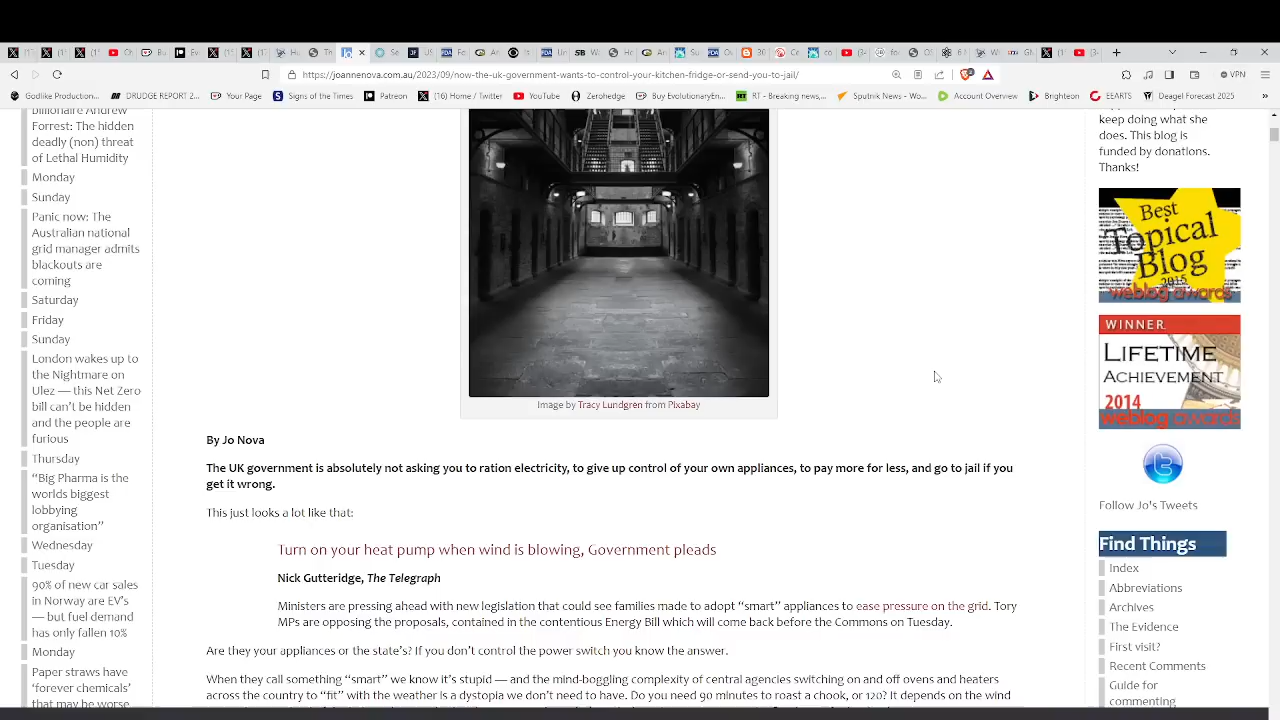 https://joannenova.com.au/2023/09/now-the-uk-government-wants-to-control-your-kitchen-fridge-or-send-you-to-jail/
VPN
Godlike Productio...
DRUDGE REPORT 2...
Your Page
Signs of the Times
Patreon
(16) Home / Twitter
YouTube
Zerohedge
Buy EvolutionaryEn...
RT - Breaking news,...
Sputnik News - Wo...
Account Overview
Brighton
EEARTS
Diagel Forecast
»
Andrew
Forrest: The hidden
deadly (non) threat
of Lethal Humidity
Monday
Sunday
Panic now: The
Australian national
grid manager admits
blackouts are
coming
Saturday
Friday
Sunday
London wakes up to
the Nightmare on
Ulez — this Net Zero
bill can't be hidden
and the people are
furious
Thursday
"Big Pharma is the
worlds biggest
lobbying
organisation"
Wednesday
Tuesday
90% of new car sales
in Norway are EV's
— but fuel demand
has only fallen 10%
Monday
Paper straws have
'forever chemicals'
that may be worse
Image by Tracy Lundgren from Pixabay
By Jo Nova
The UK government is absolutely not asking you to ration electricity, to give up control of your own appliances, to pay more for less, and go to jail if you
get it wrong.
This just looks a lot like that:
Turn on your heat pump when wind is blowing, Government pleads
Nick Gutteridge, The Telegraph
Ministers are pressing ahead with new legislation that could see families made to adopt "smart" appliances to ease pressure on the grid. Tory
MPs are opposing the proposals, contained in the contentious Energy Bill which will come back before the Commons on Tuesday.
Are they your appliances or the state's? If you don't control the power switch you know the answer.
When they call something "smart" we know it's stupid — and the mind-boggling complexity of central agencies switching on and off ovens and heaters
across the country to "fit" with the weather is a dystopia we don't need to have. Do you need 90 minutes to roast a chook, or 120? It depends on the wind
keep doing what she
does. This blog is
funded by donations.
Thanks!
Best
Topical
Blog
2015
weblog awards
WINNER
LIFETIME
ACHIEVEMENT
2014
weblog awards
Follow Jo's Tweets
Find Things
Index
Abbreviations
Archives
The Evidence
First visit?
Recent Comments
Guide for
commenting